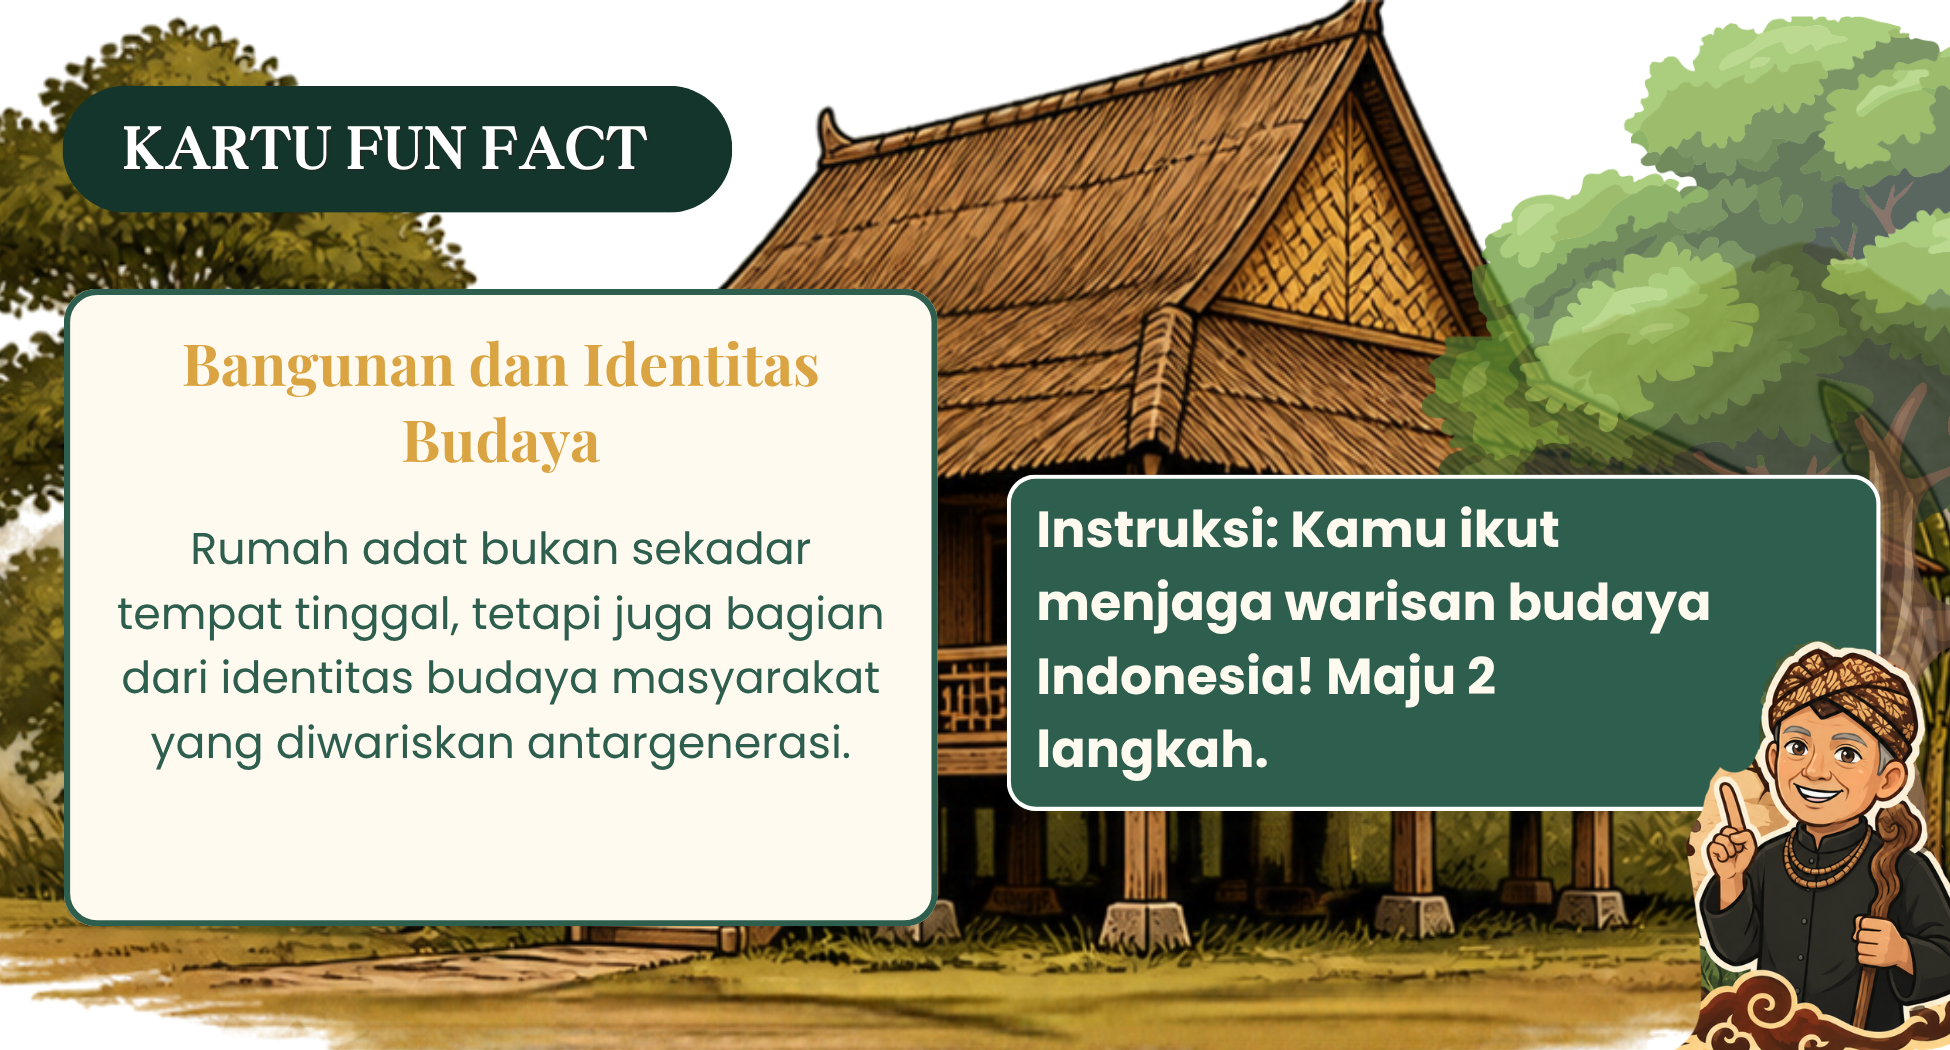 KARTU FUN FACT
Bangunan dan Identitas
Budaya
Rumah adat bukan sekadar
tempat tinggal, tetapi juga bagian
dari identitas budaya masyarakat
yang diwariskan antargenerasi.
Instruksi: Kamu ikut
menjaga warisan budaya
Indonesia! Maju 2
langkah.